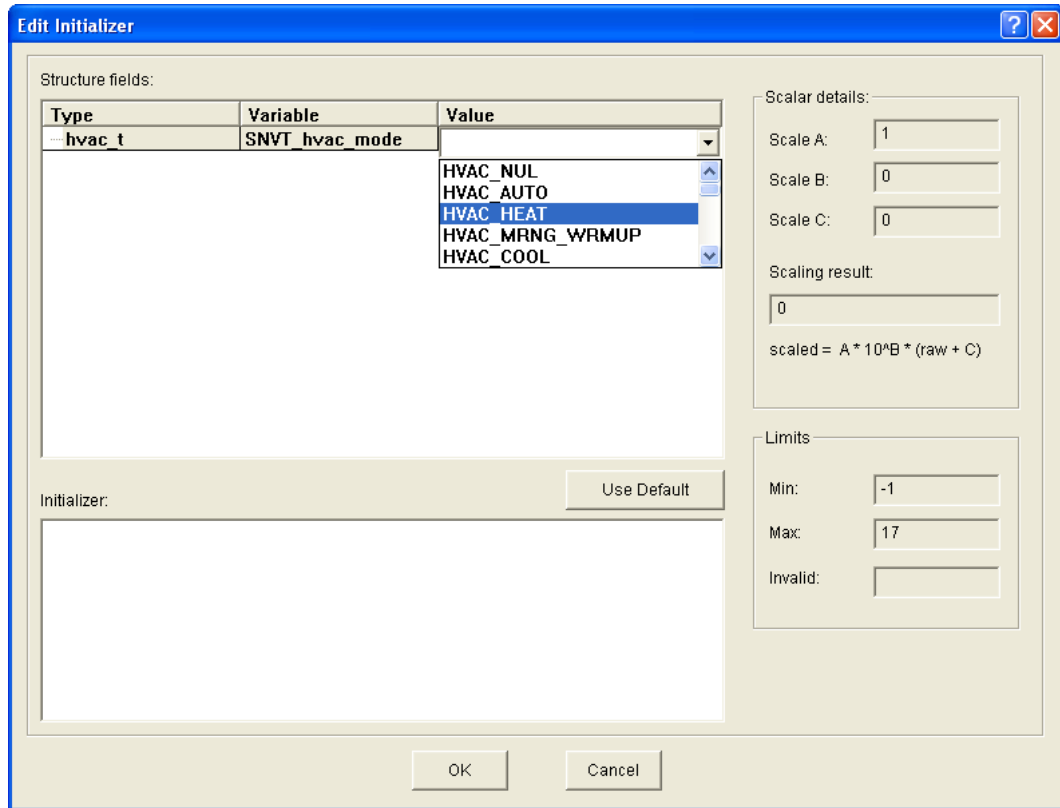 Edit Initializer
Structure fields:
Type Variable Value
hvac_t SNVT_hvac_mode
HVAC_NUL
HVAC_AUTO
HVAC_HEAT
HVAC_MRNG_WRMUP
HVAC_COOL
Use Default
Initializer:
Scalar details:
Scale A: 1
Scale B: 0
Scale C: 0
Scaling result:
0
scaled = A * 10^B * (raw + C)
Limits
Min: -1
Max: 17
Invalid:
OK Cancel